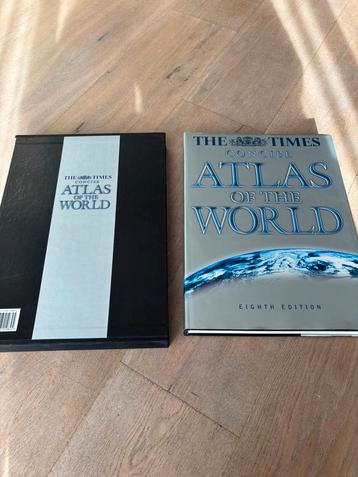 THE TIMES
CONCISE
ATLAS
OF THE
WORLD
THE TIMES
CONCISE
ATLAS
OF THE
WORLD
EIGHTH EDITION